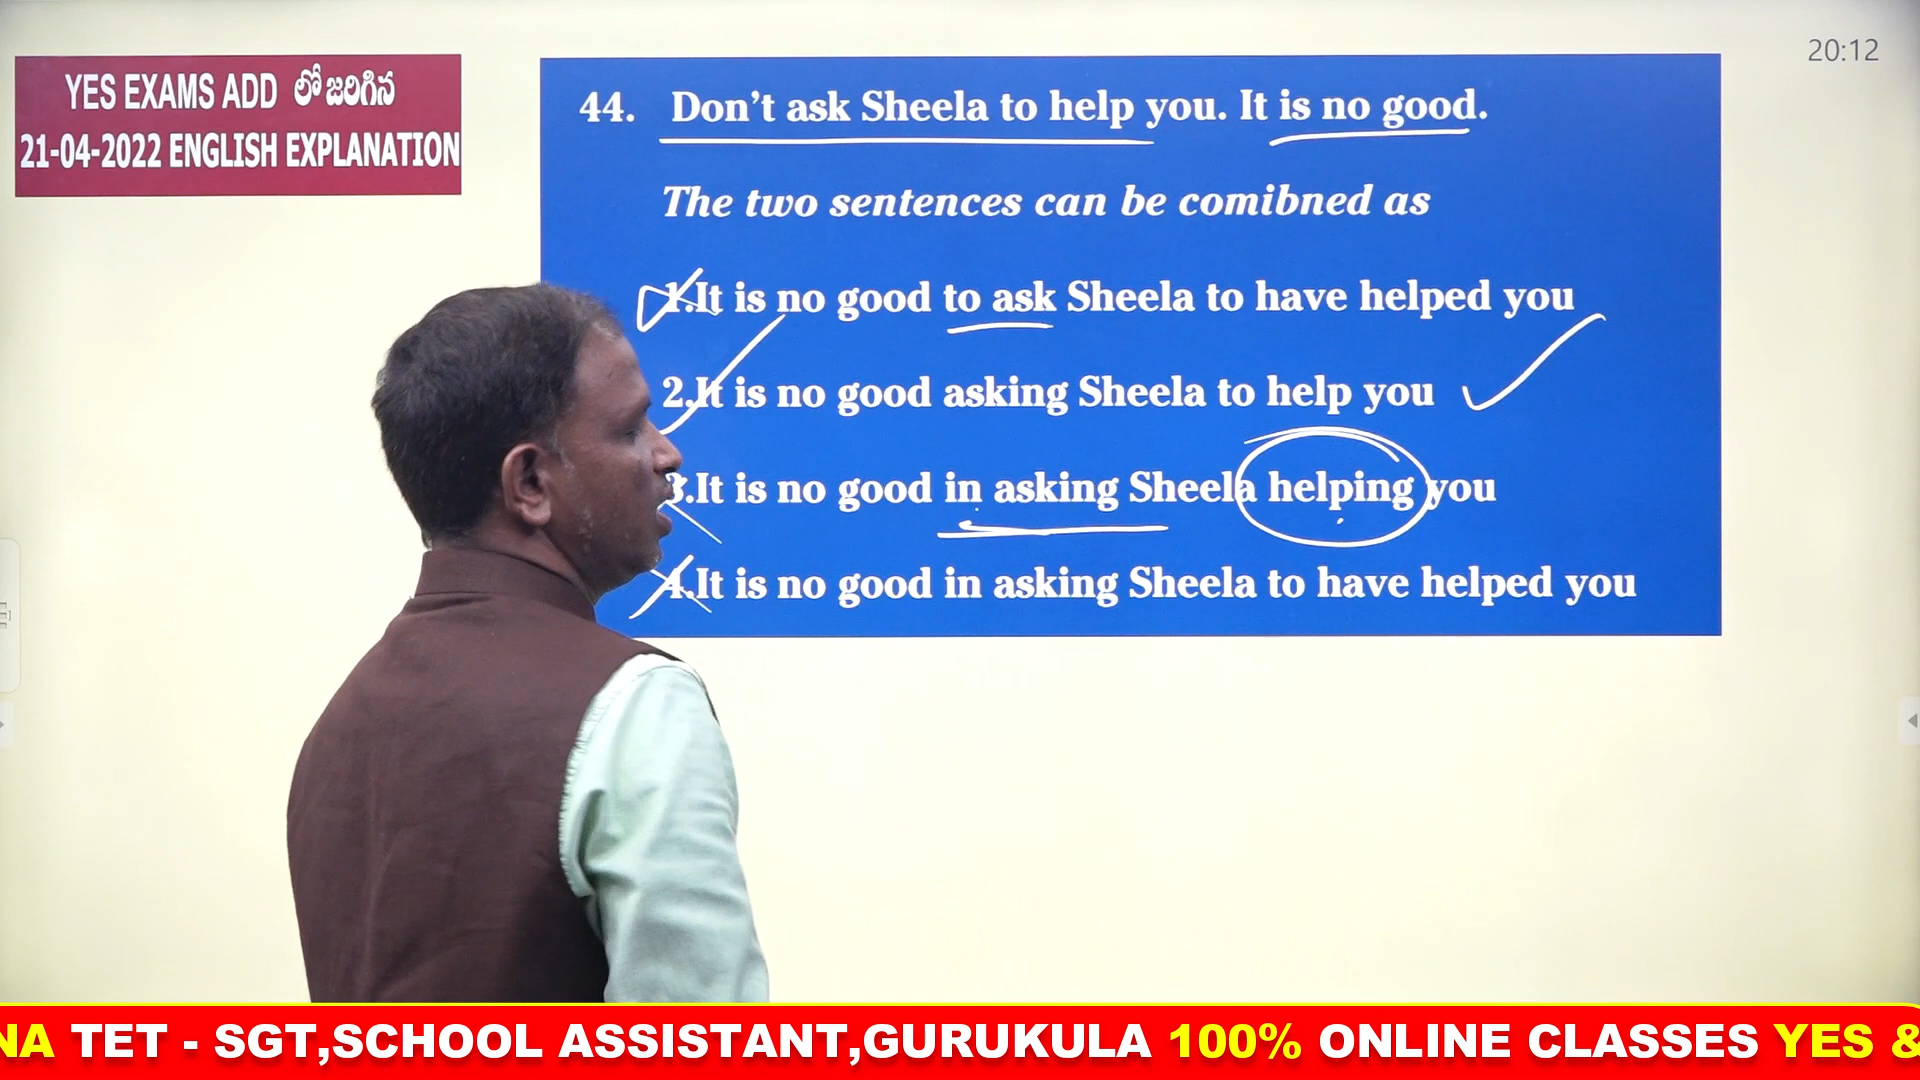 YES EXAMS ADD లో జరిగిన
21-04-2022 ENGLISH EXPLANATION
20:12
44. Don't ask Sheela to help you. It is no good.
The two sentences can be comibned as
1.It is no good to ask Sheela to have helped you
2.It is no good asking Sheela to help you
3.It is no good in asking Sheela helping you
4.It is no good in asking Sheela to have helped you
NA TET - SGT,SCHOOL ASSISTANT,GURUKULA 100% ONLINE CLASSES YES &